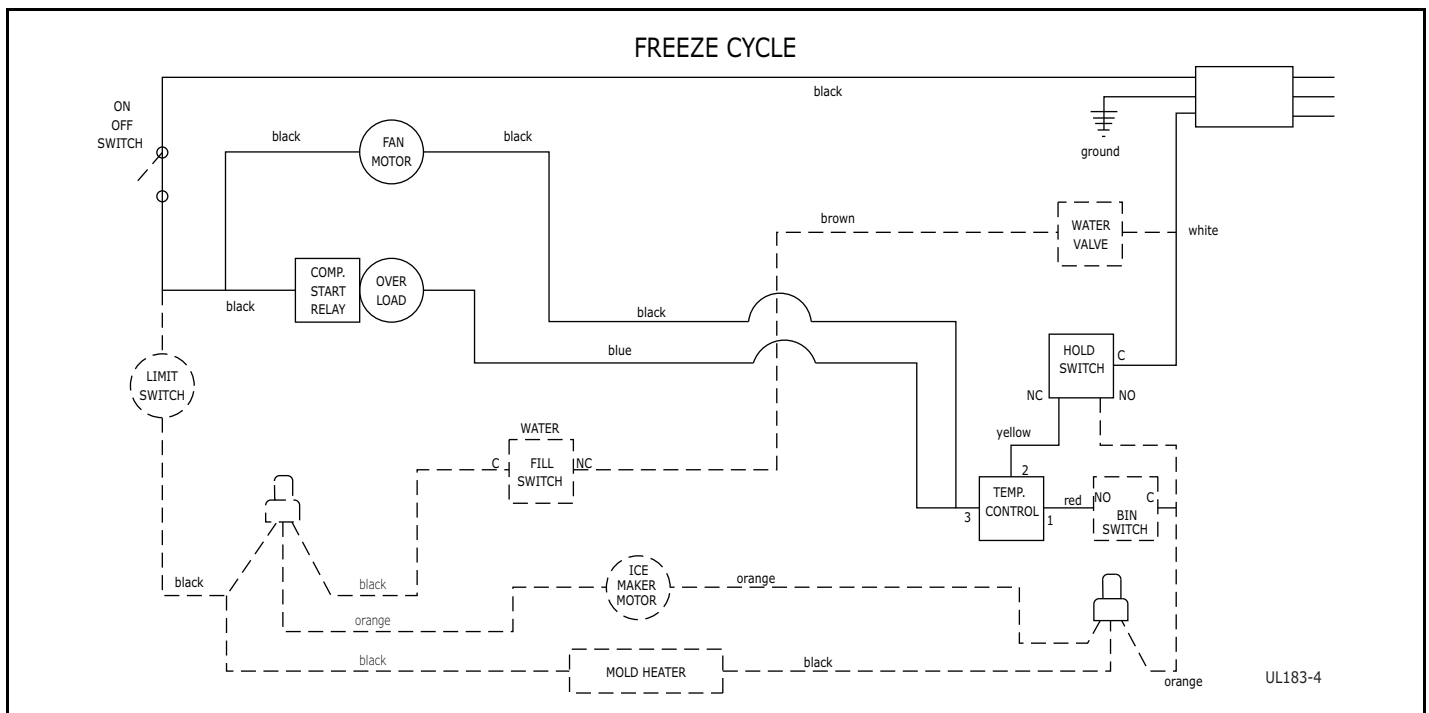 FREEZE CYCLE
black
ON
OFF
SWITCH
black
FAN
MOTOR
black
ground
brown
WATER
VALVE
white
COMP.
START
RELAY
OVER
LOAD
black
black
blue
HOLD
SWITCH
C
NC
NO
LIMIT
SWITCH
yellow
WATER
C
FILL
SWITCH
NC
2
TEMP.
CONTROL
3
1
red
NO
C
BIN
SWITCH
black
black
ICE
MAKER
MOTOR
orange
orange
black
MOLD HEATER
black
orange
UL183-4